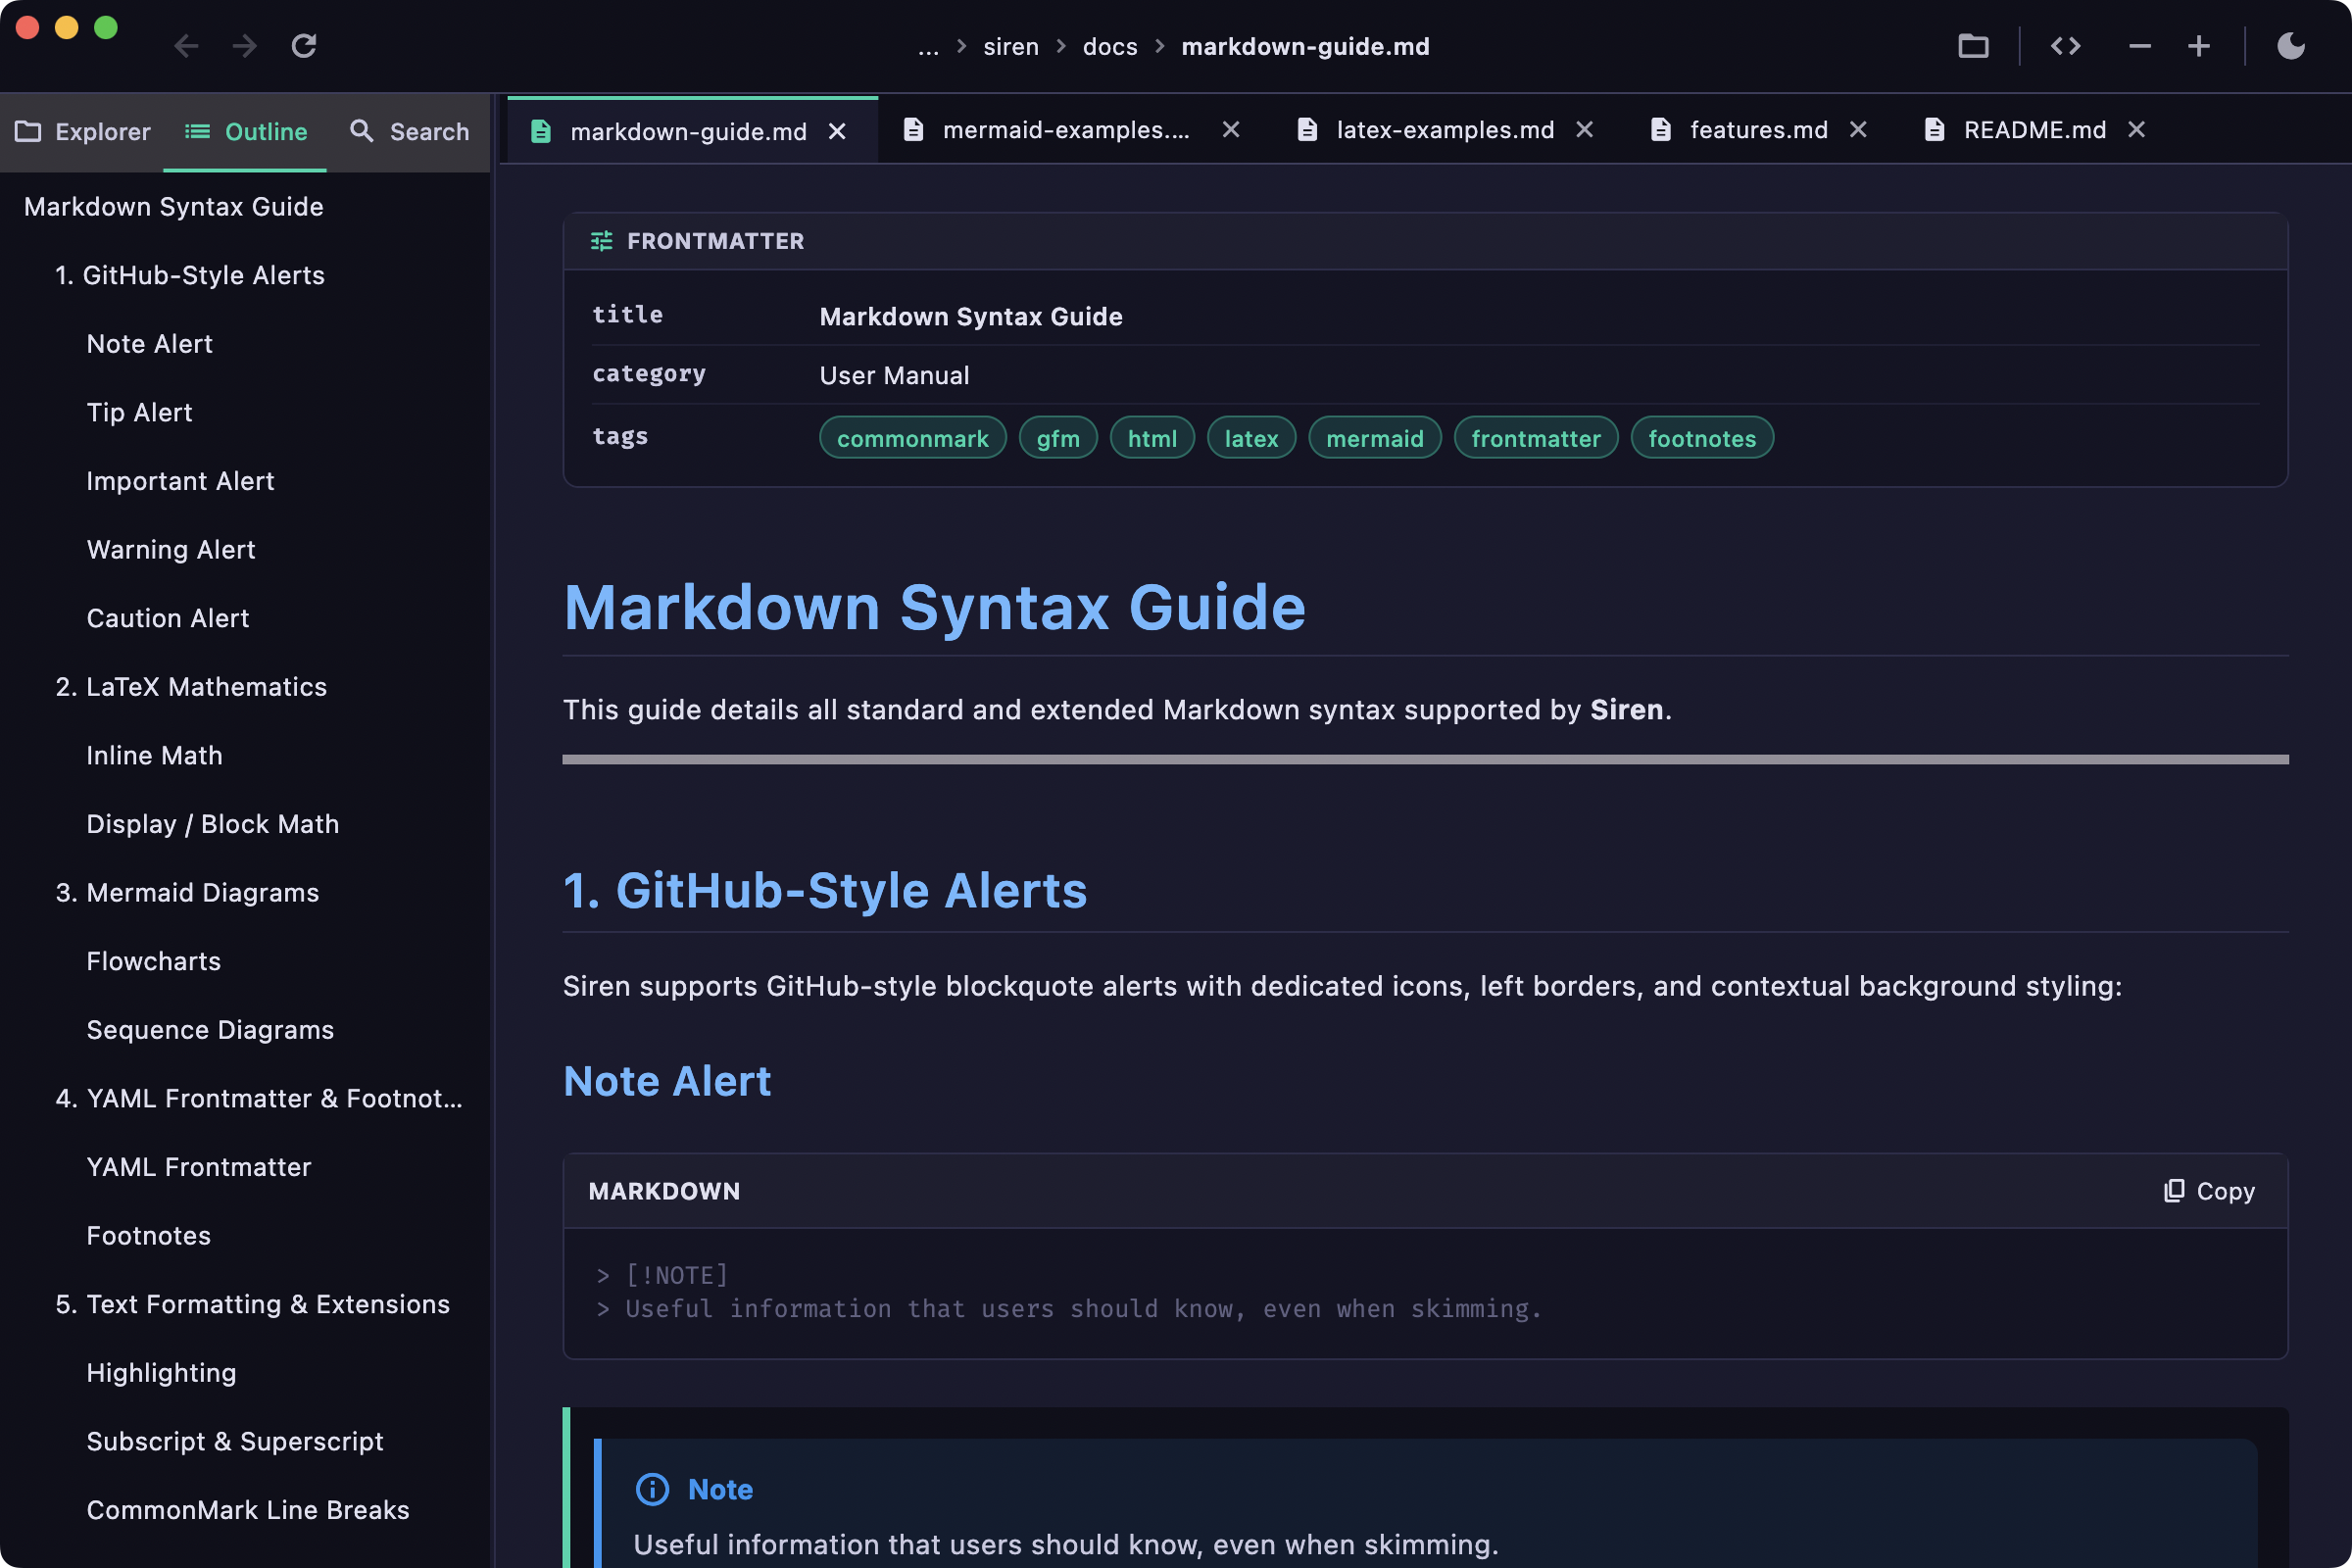 ... > siren > docs > markdown-guide.md
Explorer Outline Search
markdown-guide.md mermaid-examples.... latex-examples.md features.md README.md
Markdown Syntax Guide
1. GitHub-Style Alerts
Note Alert
Tip Alert
Important Alert
Warning Alert
Caution Alert
2. LaTeX Mathematics
Inline Math
Display / Block Math
3. Mermaid Diagrams
Flowcharts
Sequence Diagrams
4. YAML Frontmatter & Footnot...
YAML Frontmatter
Footnotes
5. Text Formatting & Extensions
Highlighting
Subscript & Superscript
CommonMark Line Breaks
FRONTMATTER
title Markdown Syntax Guide
category User Manual
tags commonmark gfm html latex mermaid frontmatter footnotes
Markdown Syntax Guide
This guide details all standard and extended Markdown syntax supported by Siren.
1. GitHub-Style Alerts
Siren supports GitHub-style blockquote alerts with dedicated icons, left borders, and contextual background styling:
Note Alert
MARKDOWN Copy
> [!NOTE]
> Useful information that users should know, even when skimming.
Note
Useful information that users should know, even when skimming.